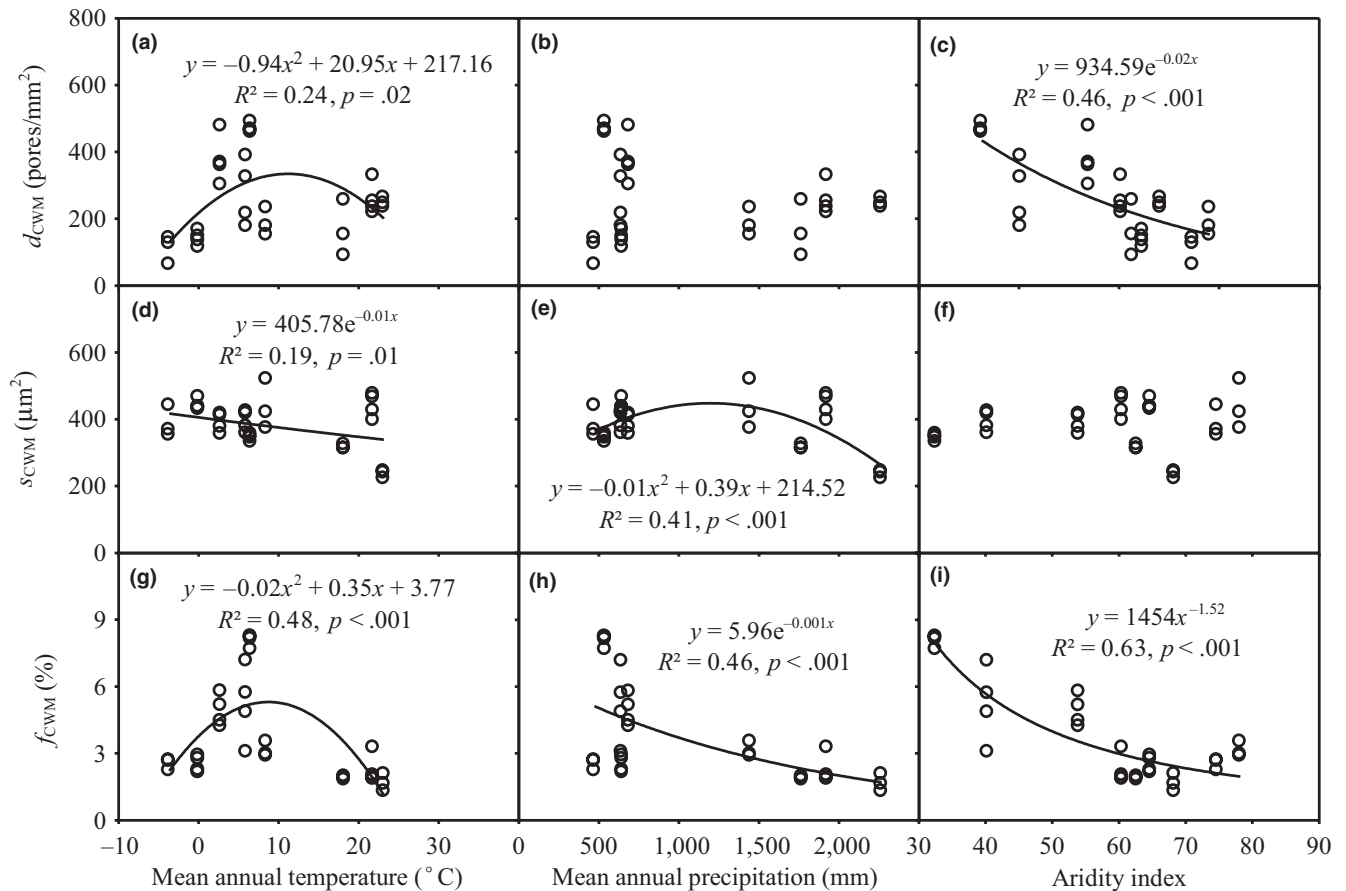 800
600
400
200
0
d_CWM (pores/mm²)
(a)
y = –0.94x² + 20.95x + 217.16
R² = 0.24, p = .02
(b)
(c)
y = 934.59e^–0.02x
R² = 0.46, p < .001
600
400
200
0
s_CWM (μm²)
(d)
y = 405.78e^–0.01x
R² = 0.19, p = .01
(e)
y = –0.01x² + 0.39x + 214.52
R² = 0.41, p < .001
(f)
9
6
3
0
f_CWM (%)
(g)
y = –0.02x² + 0.35x + 3.77
R² = 0.48, p < .001
(h)
y = 5.96e^–0.001x
R² = 0.46, p < .001
(i)
y = 1454x^–1.52
R² = 0.63, p < .001
–10 0 10 20 30 0 500 1,000 1,500 2,000 30 40 50 60 70 80 90
Mean annual temperature (°C) Mean annual precipitation (mm) Aridity index